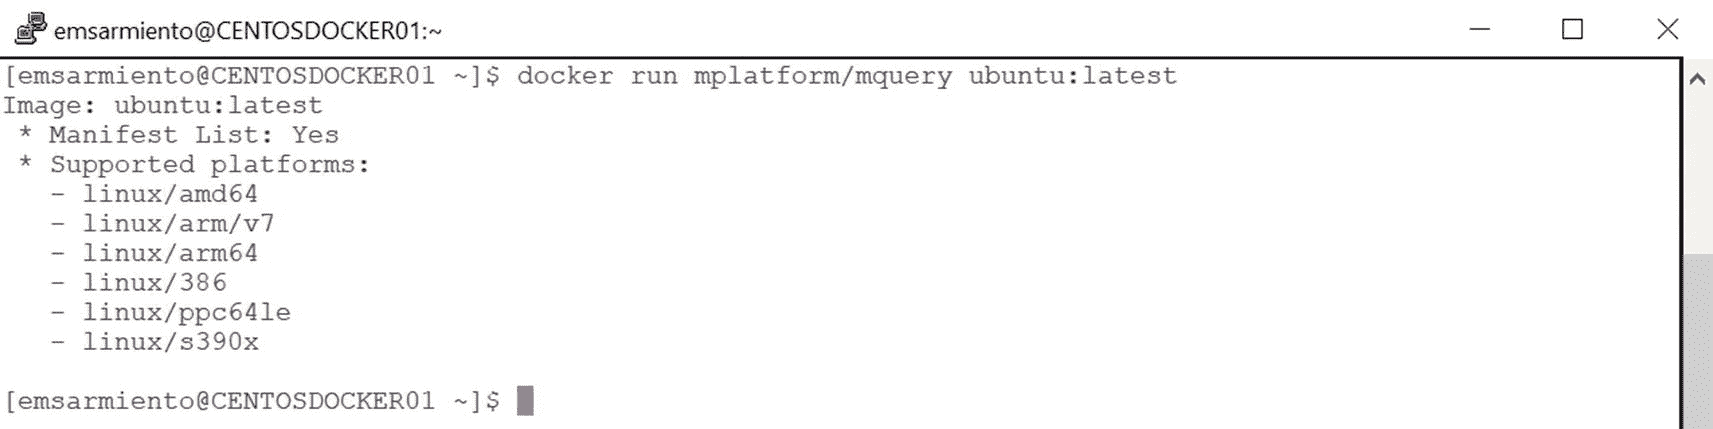 emsarmiento@CENTOSDOCKER01:~
[emsarmiento@CENTOSDOCKER01 ~]$ docker run mplatform/mquery ubuntu:latest
Image: ubuntu:latest
 * Manifest List: Yes
 * Supported platforms:
   - linux/amd64
   - linux/arm/v7
   - linux/arm64
   - linux/386
   - linux/ppc64le
   - linux/s390x
[emsarmiento@CENTOSDOCKER01 ~]$